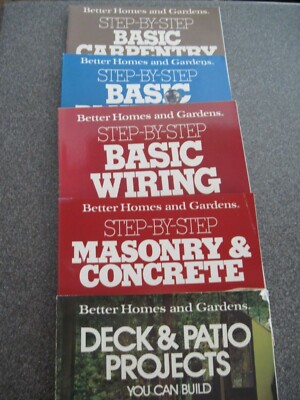 Better Homes and Gardens.
STEP-BY-STEP
BASIC
CARPENTRY
Better Homes and Gardens.
STEP-BY-STEP
BASIC
Better Homes and Gardens.
STEP-BY-STEP
BASIC
WIRING
Better Homes and Gardens.
STEP-BY-STEP
MASONRY &
CONCRETE
Better Homes and Gardens.
DECK & PATIO
PROJECTS
YOU CAN BUILD